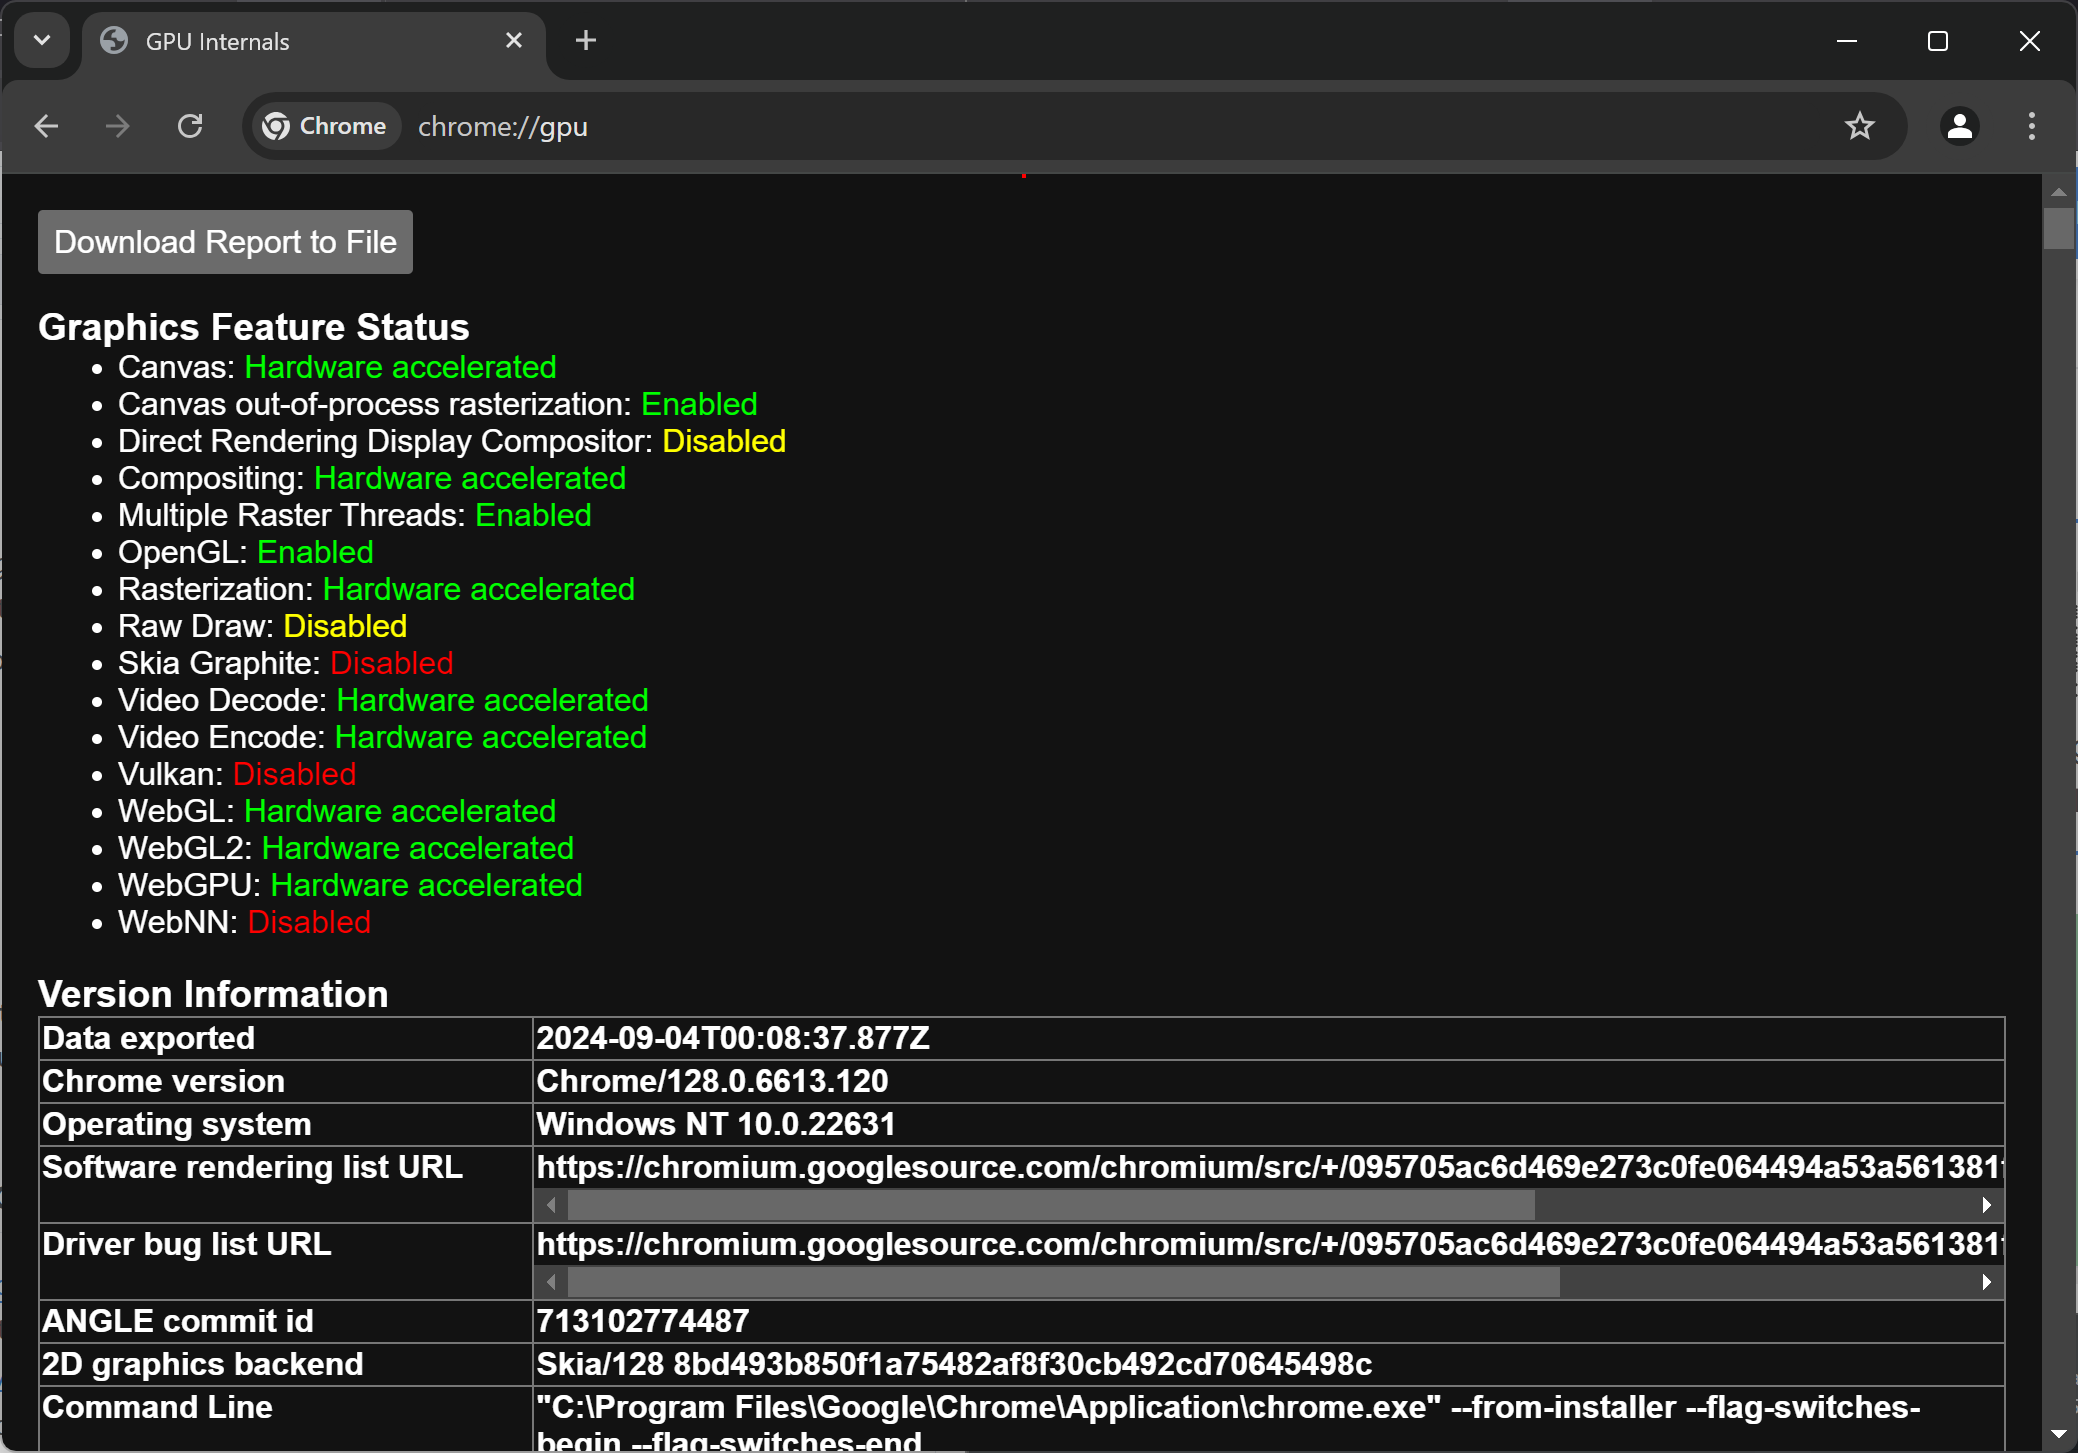 GPU Internals
Chrome
chrome://gpu
Download Report to File
Graphics Feature Status
Canvas: Hardware accelerated
Canvas out-of-process rasterization: Enabled
Direct Rendering Display Compositor: Disabled
Compositing: Hardware accelerated
Multiple Raster Threads: Enabled
OpenGL: Enabled
Rasterization: Hardware accelerated
Raw Draw: Disabled
Skia Graphite: Disabled
Video Decode: Hardware accelerated
Video Encode: Hardware accelerated
Vulkan: Disabled
WebGL: Hardware accelerated
WebGL2: Hardware accelerated
WebGPU: Hardware accelerated
WebNN: Disabled
Version Information
Data exported 2024-09-04T00:08:37.877Z
Chrome version Chrome/128.0.6613.120
Operating system Windows NT 10.0.22631
Software rendering list URL https://chromium.googlesource.com/chromium/src/+/095705ac6d469e273c0fe064494a53a561381f
Driver bug list URL https://chromium.googlesource.com/chromium/src/+/095705ac6d469e273c0fe064494a53a561381f
ANGLE commit id 713102774487
2D graphics backend Skia/128 8bd493b850f1a75482af8f30cb492cd70645498c
Command Line "C:\Program Files\Google\Chrome\Application\chrome.exe" --from-installer --flag-switches-
begin --flag-switches-end